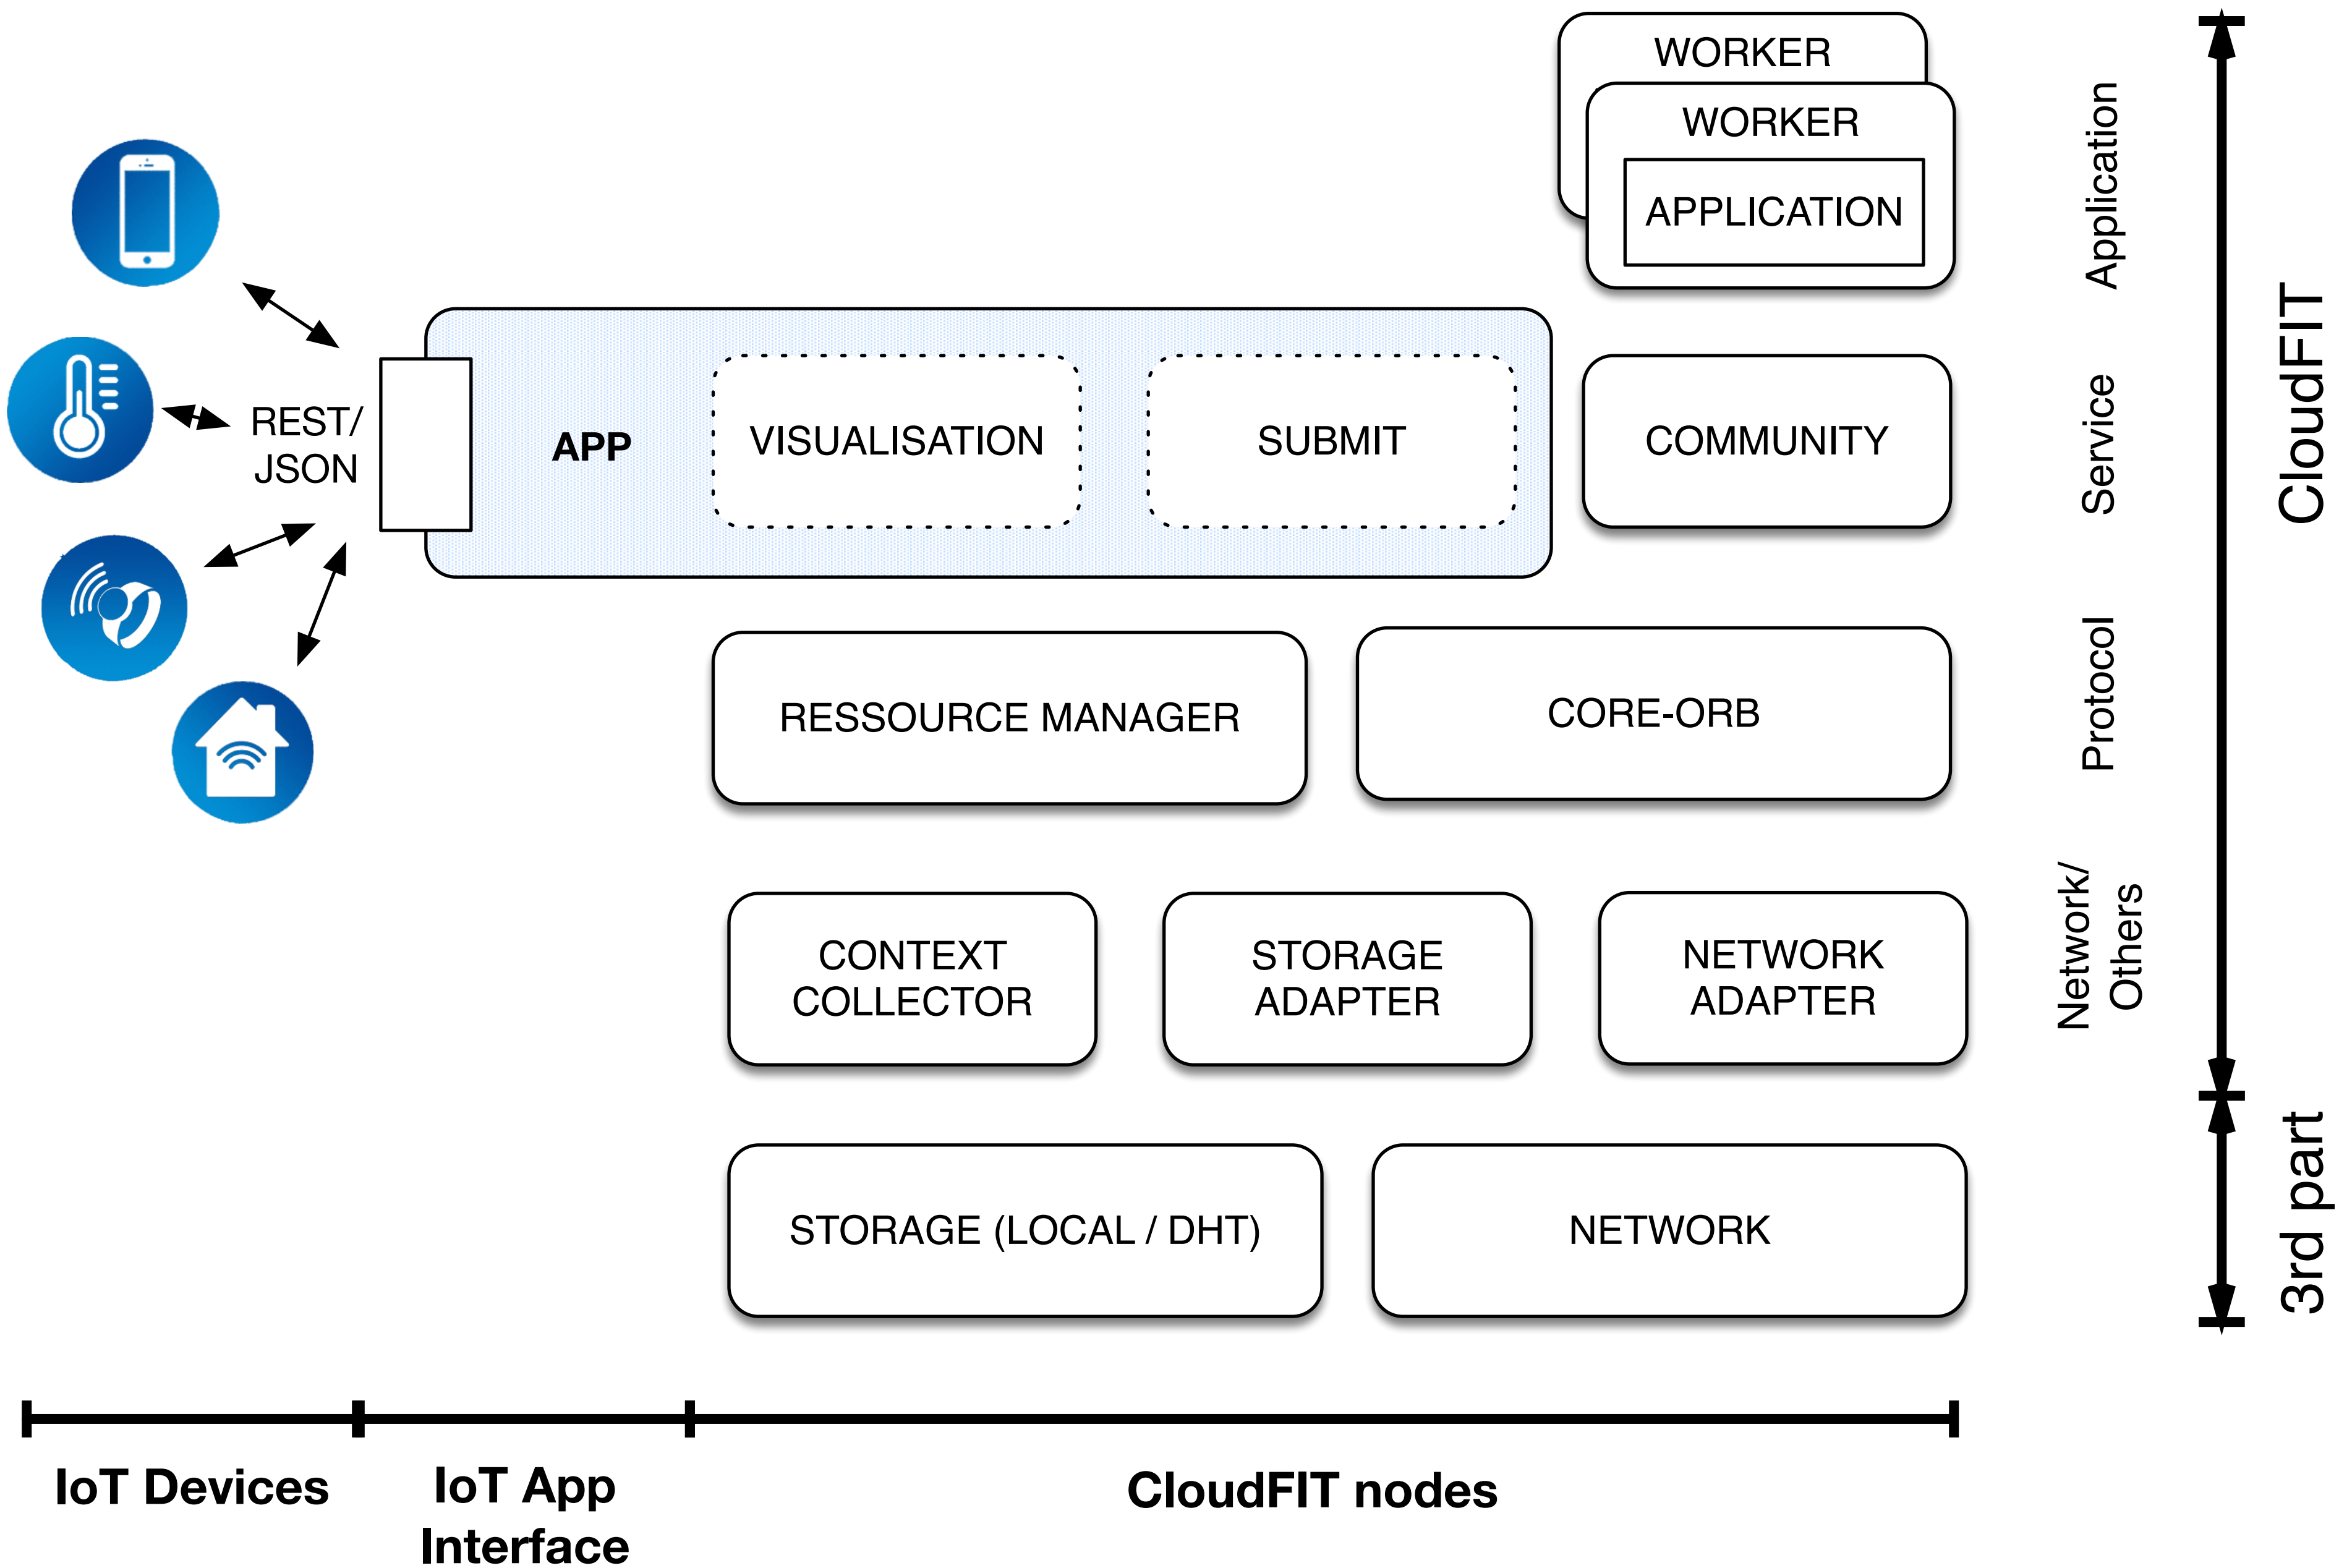 WORKER
WORKER
APPLICATION
Application
REST/
JSON
APP
VISUALISATION
SUBMIT
COMMUNITY
Service
CloudFIT
RESSOURCE MANAGER
CORE-ORB
Protocol
CONTEXT
COLLECTOR
STORAGE
ADAPTER
NETWORK
ADAPTER
Network/
Others
STORAGE (LOCAL / DHT)
NETWORK
3rd part
IoT Devices
IoT App
Interface
CloudFIT nodes